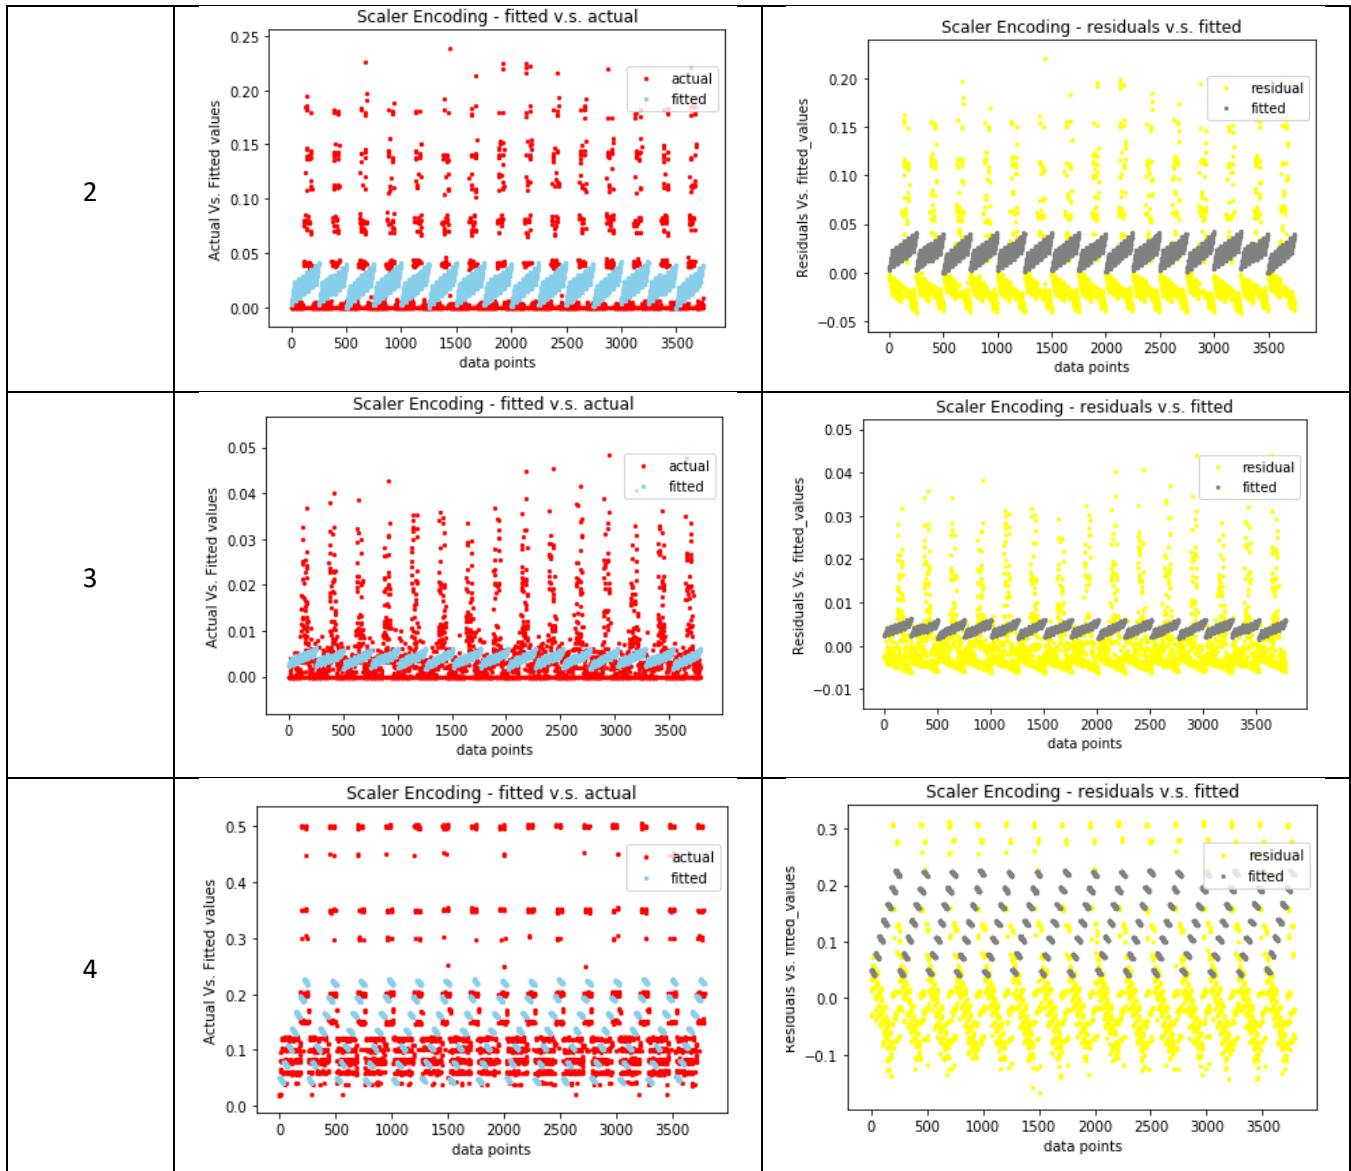 2
Scaler Encoding - fitted v.s. actual
Actual Vs. Fitted values
0.25
0.20
0.15
0.10
0.05
0.00
actual
fitted
0 500 1000 1500 2000 2500 3000 3500
data points
Scaler Encoding - residuals v.s. fitted
Residuals Vs. fitted_values
0.20
0.15
0.10
0.05
0.00
−0.05
residual
fitted
0 500 1000 1500 2000 2500 3000 3500
data points
3
Scaler Encoding - fitted v.s. actual
Actual Vs. Fitted values
0.05
0.04
0.03
0.02
0.01
0.00
actual
fitted
0 500 1000 1500 2000 2500 3000 3500
data points
Scaler Encoding - residuals v.s. fitted
Residuals Vs. fitted_values
0.05
0.04
0.03
0.02
0.01
0.00
−0.01
residual
fitted
0 500 1000 1500 2000 2500 3000 3500
data points
4
Scaler Encoding - fitted v.s. actual
Actual Vs. Fitted values
0.5
0.4
0.3
0.2
0.1
0.0
actual
fitted
0 500 1000 1500 2000 2500 3000 3500
data points
Scaler Encoding - residuals v.s. fitted
Residuals Vs. fitted_values
0.3
0.2
0.1
0.0
−0.1
residual
fitted
0 500 1000 1500 2000 2500 3000 3500
data points